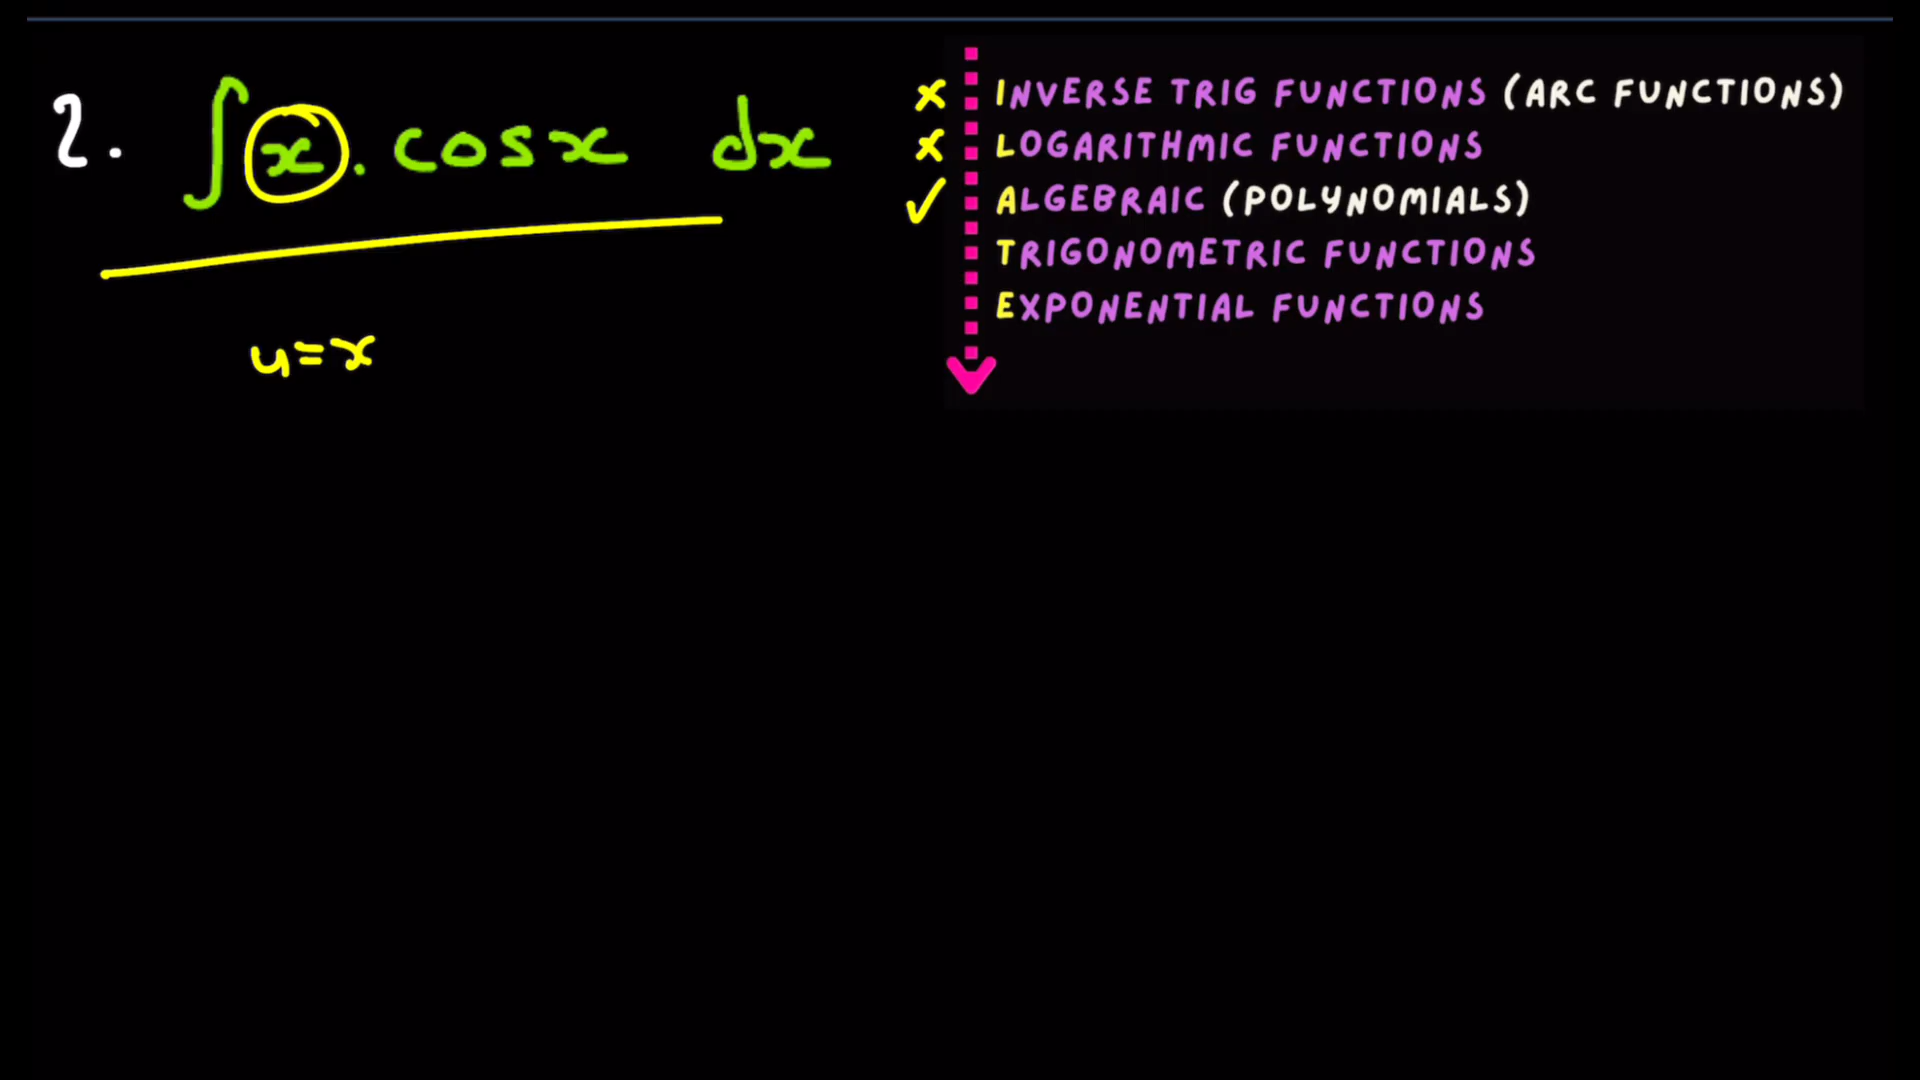 2. ∫x. cosx dx
u=x
x INVERSE TRIG FUNCTIONS (ARC FUNCTIONS)
x LOGARITHMIC FUNCTIONS
✓ ALGEBRAIC (POLYNOMIALS)
TRIGONOMETRIC FUNCTIONS
EXPONENTIAL FUNCTIONS